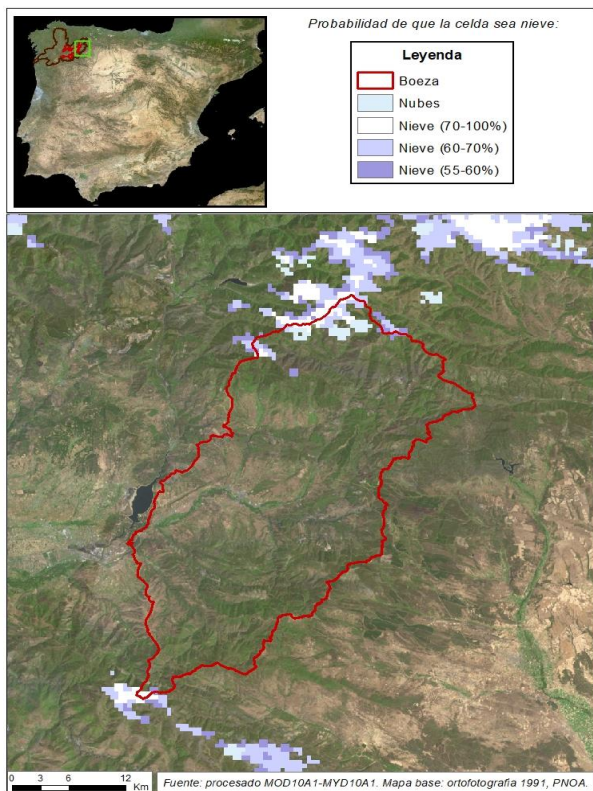 Probabilidad de que la celda sea nieve:
Leyenda
Boeza
Nubes
Nieve (70-100%)
Nieve (60-70%)
Nieve (55-60%)
0 3 6 12
Km
Fuente: procesado MOD10A1-MYD10A1. Mapa base: ortofotografía 1991, PNOA.